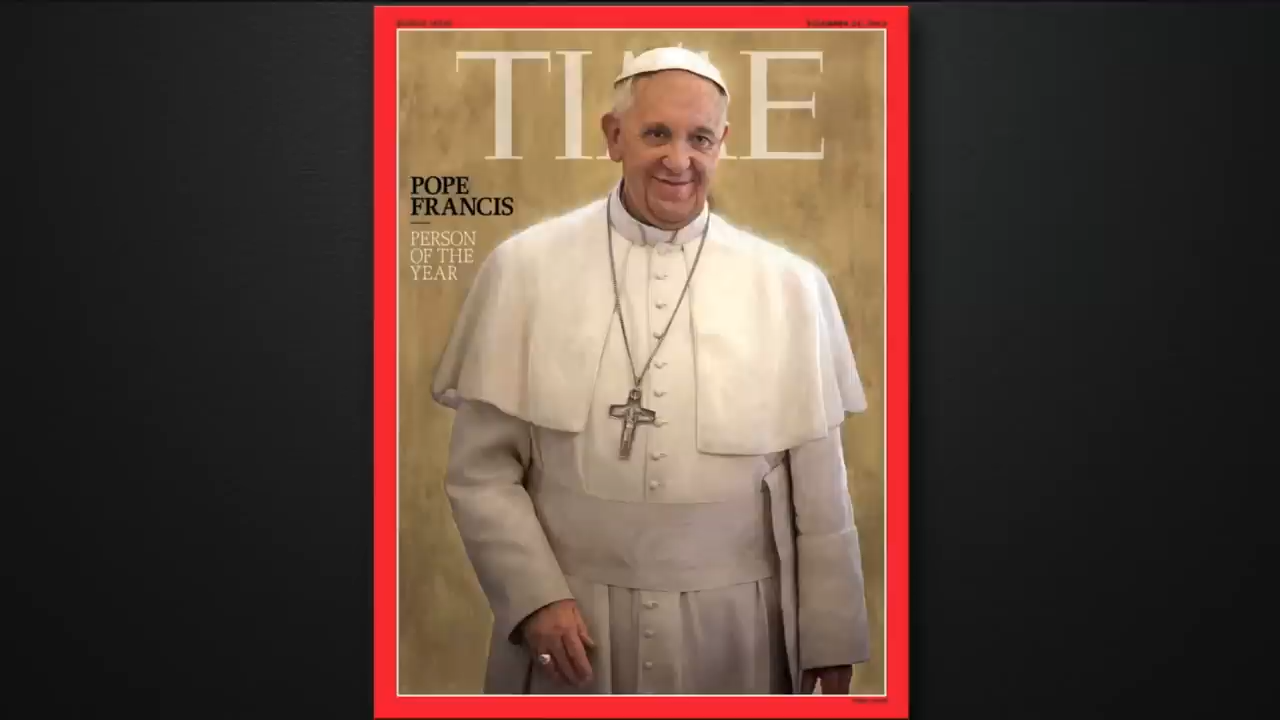 TIME
POPE
FRANCIS
PERSON
OF THE
YEAR